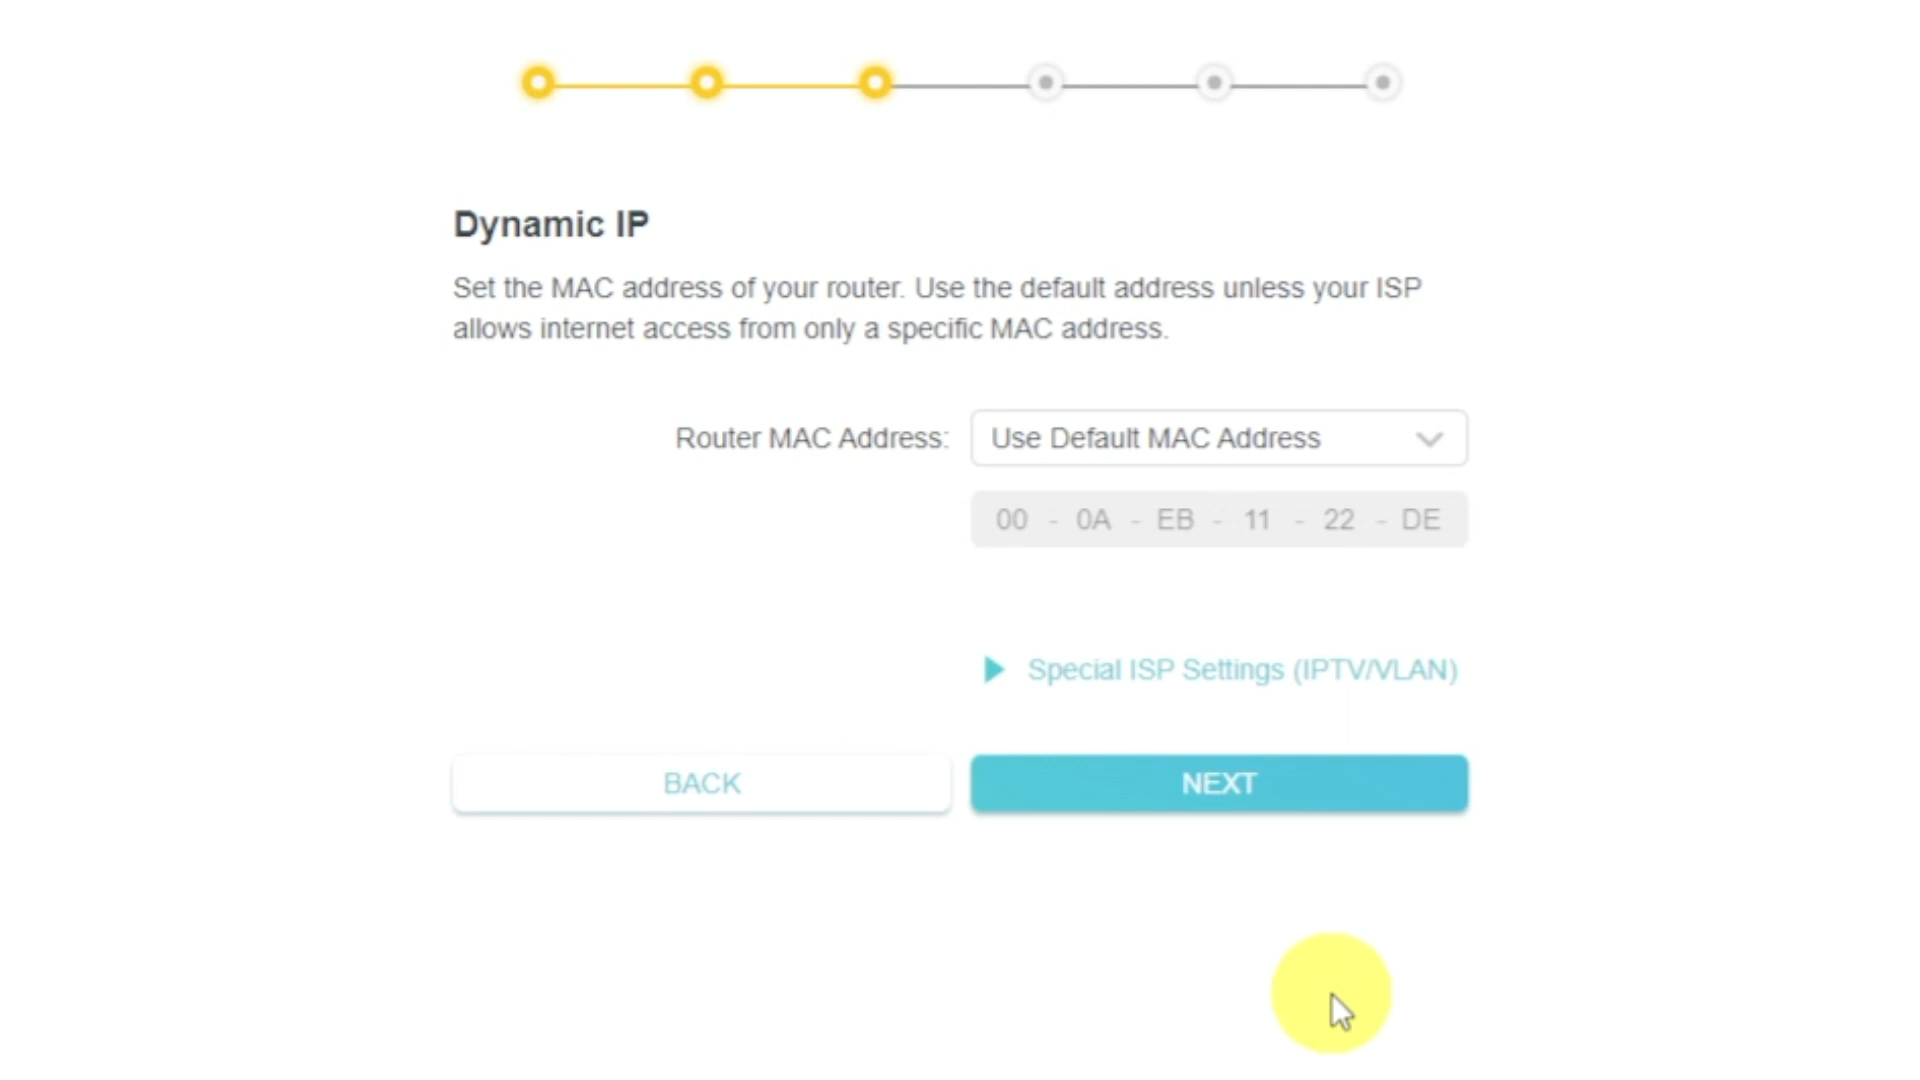 Dynamic IP
Set the MAC address of your router. Use the default address unless your ISP
allows internet access from only a specific MAC address.
Router MAC Address: Use Default MAC Address
00 - 0A - EB - 11 - 22 - DE
Special ISP Settings (IPTV/VLAN)
BACK NEXT